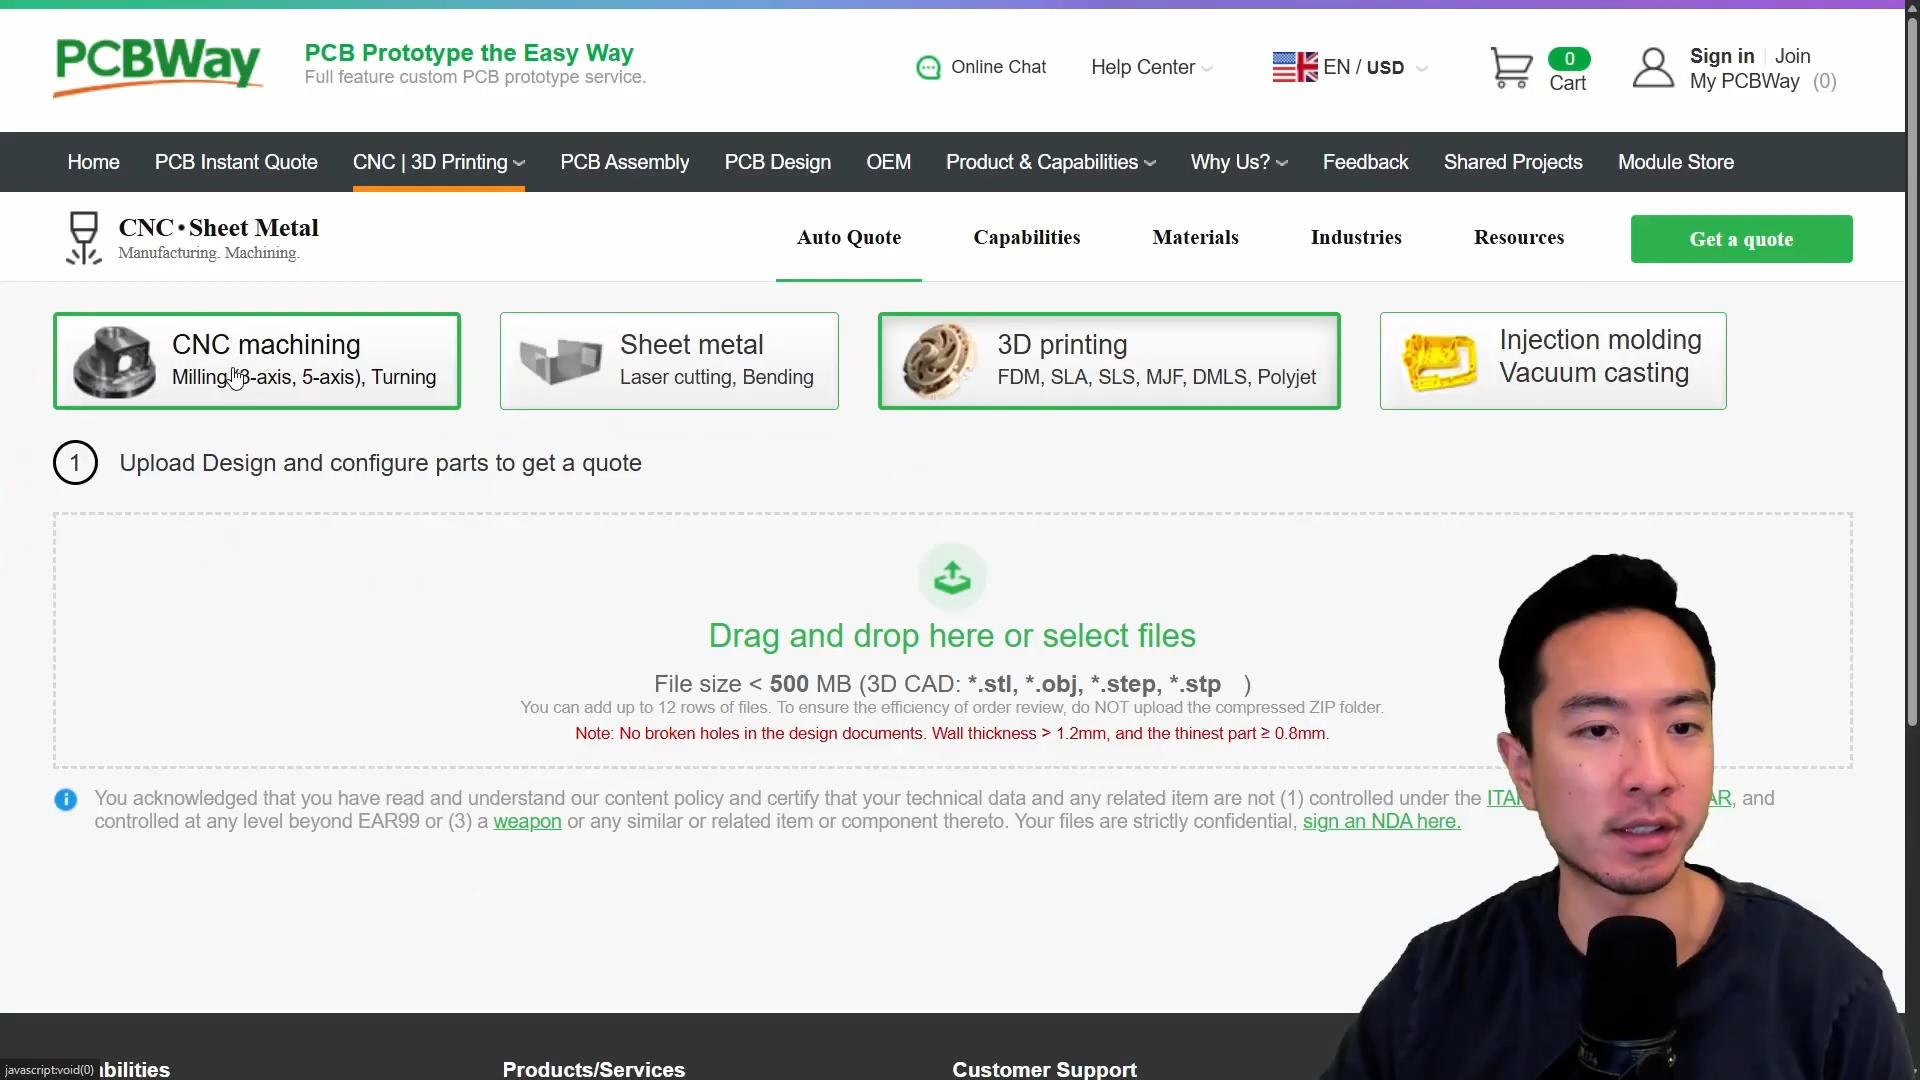 PCBWay
PCB Prototype the Easy Way
Full feature custom PCB prototype service.
Online Chat
Help Center
EN / USD
0
Cart
Sign in | Join
My PCBWay (0)
Home
PCB Instant Quote
CNC | 3D Printing
PCB Assembly
PCB Design
OEM
Product & Capabilities
Why Us?
Feedback
Shared Projects
Module Store
CNC•Sheet Metal
Manufacturing. Machining.
Auto Quote
Capabilities
Materials
Industries
Resources
Get a quote
CNC machining
Milling(3-axis, 5-axis), Turning
Sheet metal
Laser cutting, Bending
3D printing
FDM, SLA, SLS, MJF, DMLS, Polyjet
Injection molding
Vacuum casting
1 Upload Design and configure parts to get a quote
Drag and drop here or select files
File size < 500 MB (3D CAD: *.stl, *.obj, *.step, *.stp )
You can add up to 12 rows of files. To ensure the efficiency of order review, do NOT upload the compressed ZIP folder.
Note: No broken holes in the design documents. Wall thickness > 1.2mm, and the thinest part ≥ 0.8mm.
You acknowledged that you have read and understand our content policy and certify that your technical data and any related item are not (1) controlled under the , and
controlled at any level beyond EAR99 or (3) a weapon or any similar or related item or component thereto. Your files are strictly confidential, sign an NDA here.
javascript:void(0)
bilities
Products/Services
Customer Support